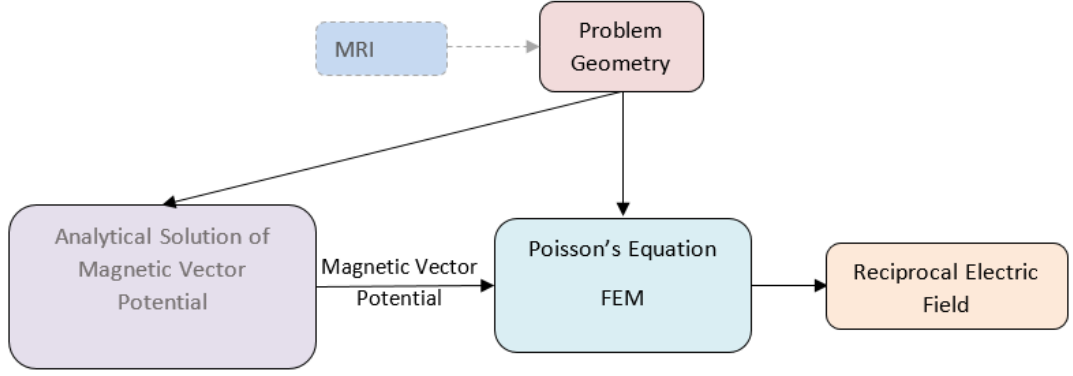 MRI
Problem
Geometry
Analytical Solution of
Magnetic Vector
Potential
Magnetic Vector
Potential
Poisson’s Equation
FEM
Reciprocal Electric
Field